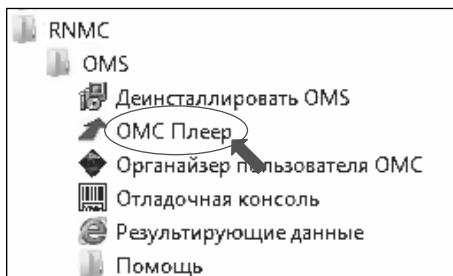 RNMC
OMS
Деинсталлировать OMS
ОМС Плеер
Органайзер пользователя ОМС
Отладочная консоль
Результирующие данные
Помощь